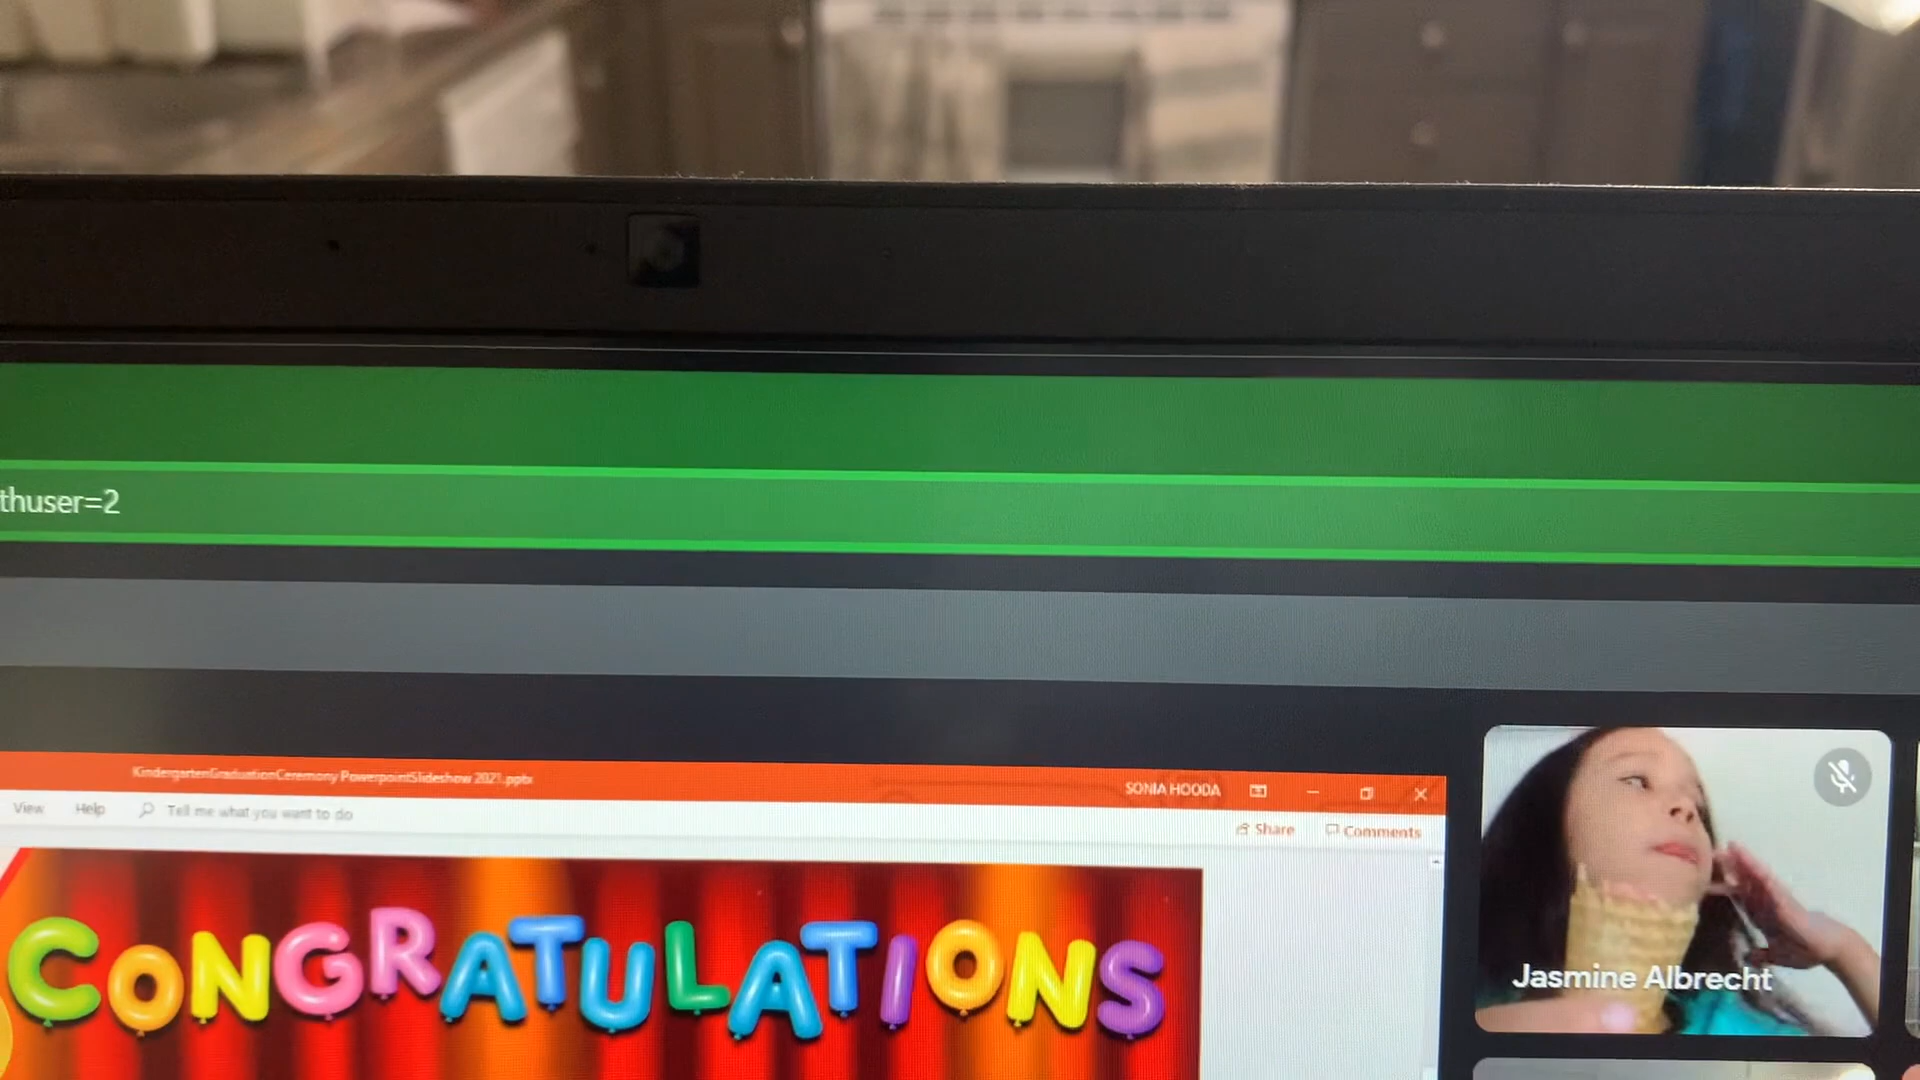 thuser=2
KindergartenGraduationCeremony PowerpointSlideshow 2021.pptx
SONIA HOODA
View Help Tell me what you want to do
Share Comments
CONGRATULATIONS
Jasmine Albrecht